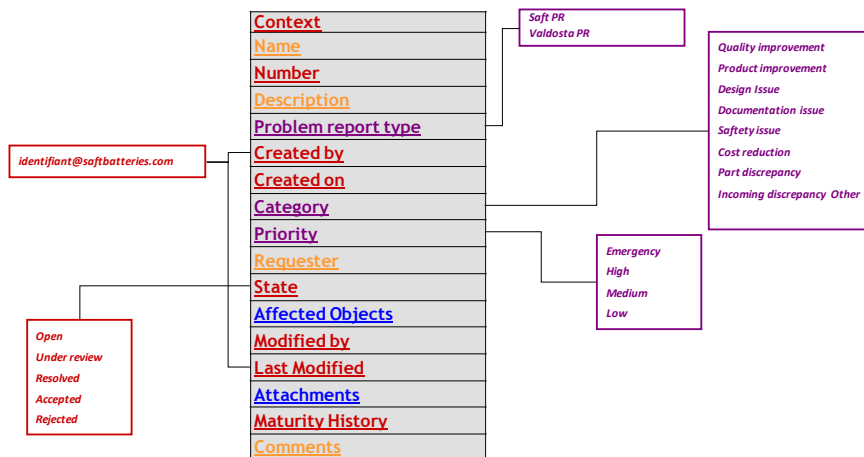 Context
Name
Number
Description
Problem report type
Created by
Created on
Category
Priority
Requester
State
Affected Objects
Modified by
Last Modified
Attachments
Maturity History
Comments
Saft PR
Valdosta PR
Quality improvement
Product improvement
Design Issue
Documentation issue
Saftety issue
Cost reduction
Part discrepancy
Incoming discrepancy Other
identifiant@saftbatteries.com
Emergency
High
Medium
Low
Open
Under review
Resolved
Accepted
Rejected